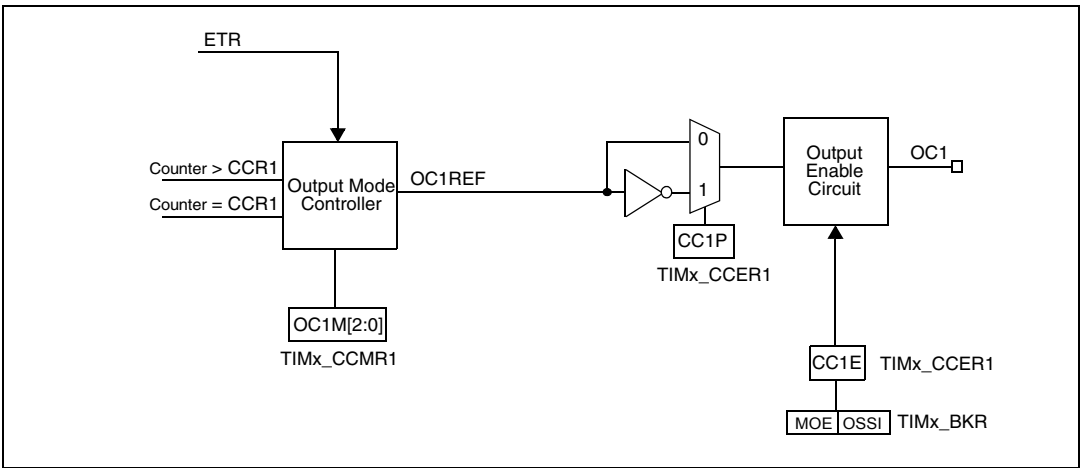 ETR
Counter > CCR1
Counter = CCR1
Output Mode
Controller
OC1REF
0
1
CC1P
TIMx_CCER1
Output
Enable
Circuit
OC1
OC1M[2:0]
TIMx_CCMR1
CC1E
TIMx_CCER1
MOE OSSI
TIMx_BKR